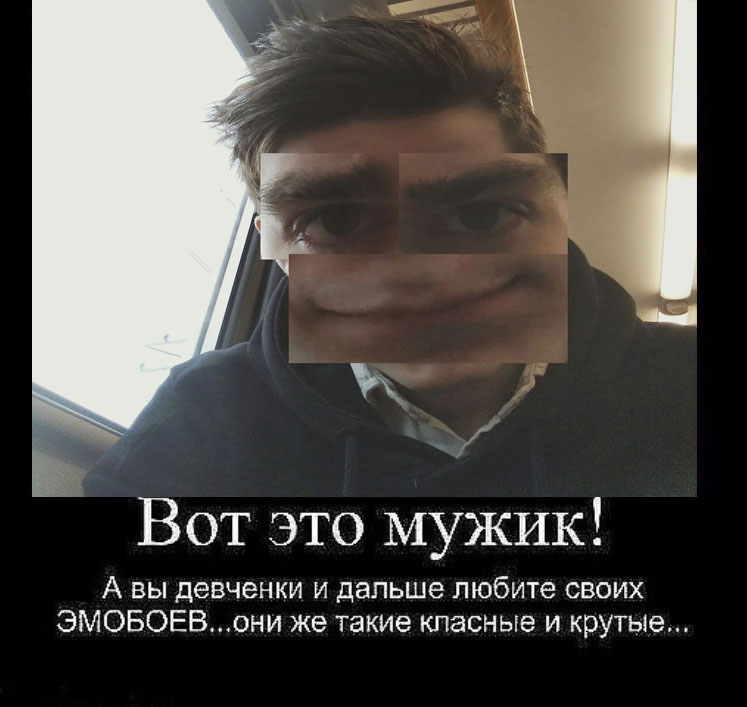 Вот это мужик!
А вы девченки и дальше любите своих
ЭМОБОЕВ...они же такие класные и крутые...